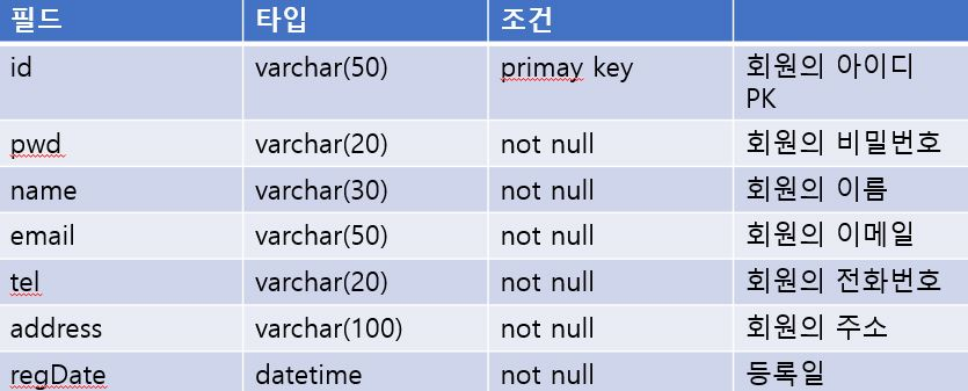 필드 타입 조건
id varchar(50) primay key 회원의 아이디
PK
pwd varchar(20) not null 회원의 비밀번호
name varchar(30) not null 회원의 이름
email varchar(50) not null 회원의 이메일
tel varchar(20) not null 회원의 전화번호
address varchar(100) not null 회원의 주소
regDate datetime not null 등록일